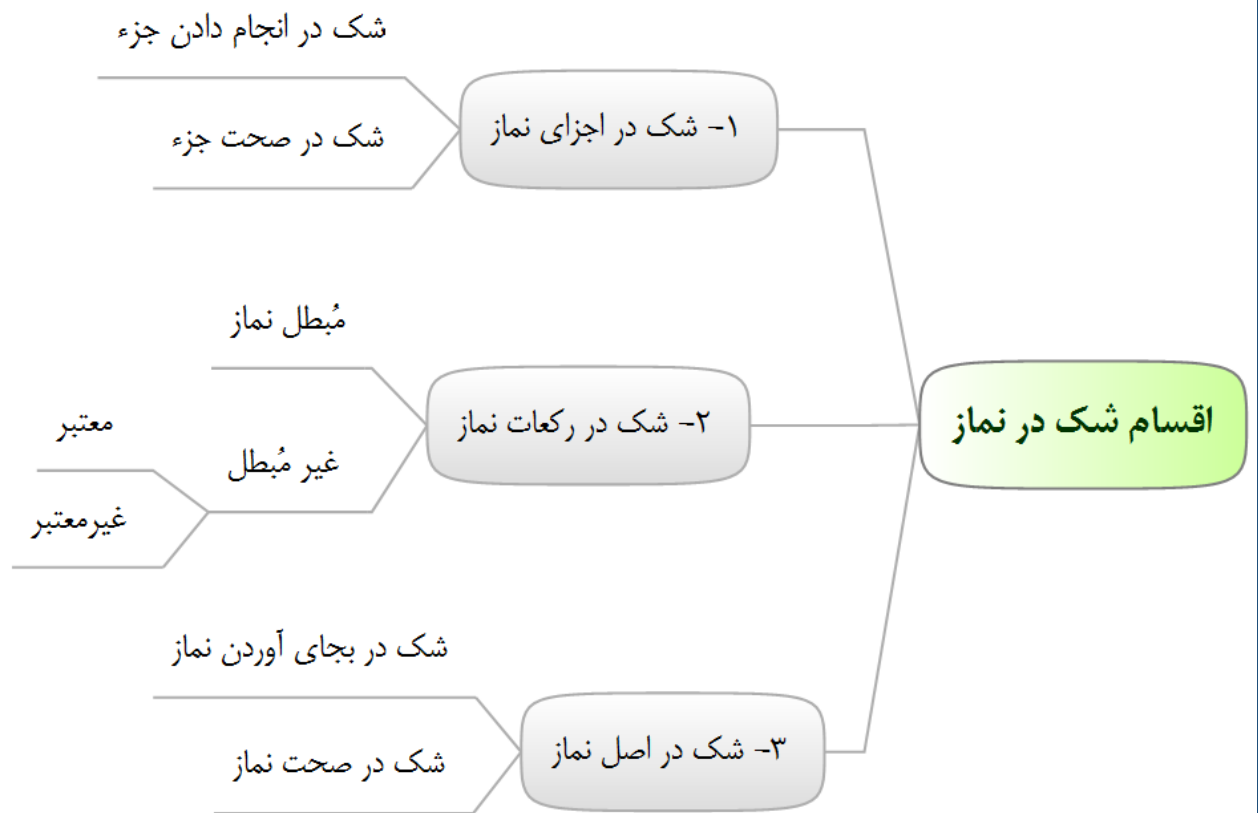 اقسام شک در نماز
۱- شک در اجزای نماز
شک در انجام دادن جزء
شک در صحت جزء
۲- شک در رکعات نماز
مُبطل نماز
غیر مُبطل
معتبر
غیرمعتبر
۳- شک در اصل نماز
شک در بجای آوردن نماز
شک در صحت نماز